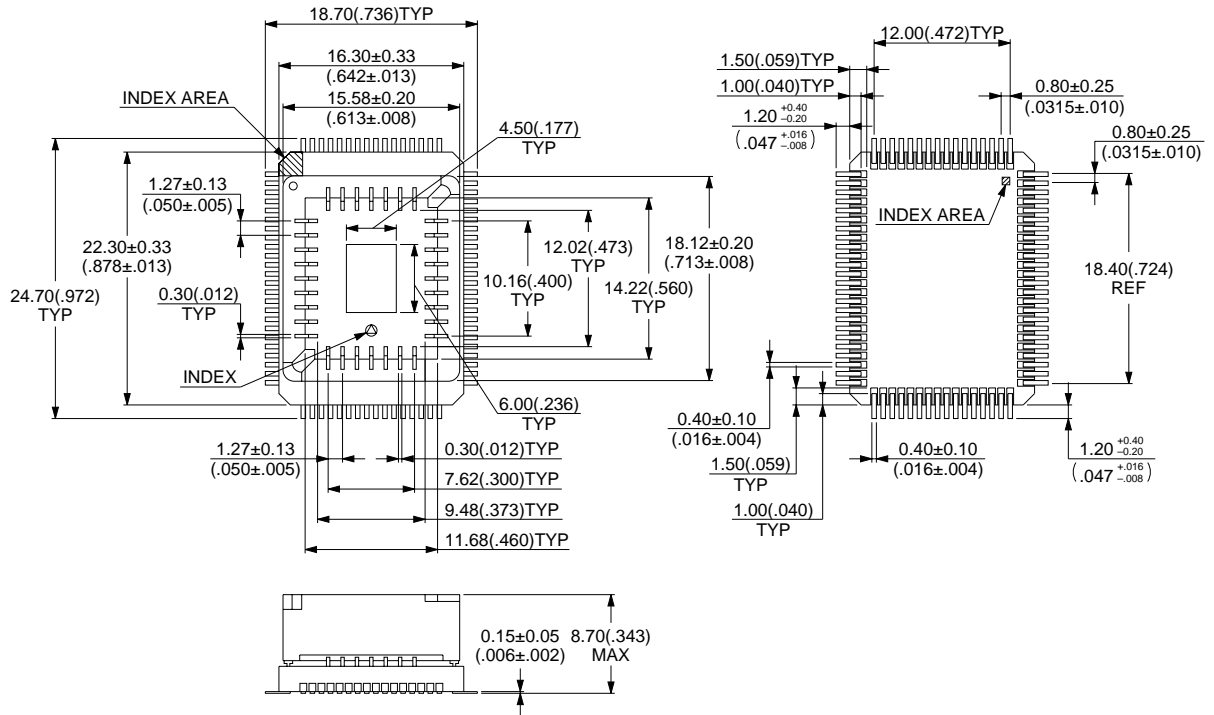 18.70(.736)TYP
16.30±0.33
(.642±.013)
15.58±0.20
(.613±.008)
INDEX AREA
4.50(.177)
TYP
1.27±0.13
(.050±.005)
22.30±0.33
(.878±.013)
24.70(.972)
TYP
0.30(.012)
TYP
INDEX
12.02(.473)
TYP
10.16(.400)
TYP
14.22(.560)
TYP
18.12±0.20
(.713±.008)
6.00(.236)
TYP
1.27±0.13
(.050±.005)
0.30(.012)TYP
7.62(.300)TYP
9.48(.373)TYP
11.68(.460)TYP
12.00(.472)TYP
1.50(.059)TYP
1.00(.040)TYP
1.20 +0.40 –0.20
(.047 +.016 –.008)
0.80±0.25
(.0315±.010)
0.80±0.25
(.0315±.010)
INDEX AREA
18.40(.724)
REF
0.40±0.10
(.016±.004)
1.50(.059)
TYP
1.00(.040)
TYP
0.40±0.10
(.016±.004)
1.20 +0.40 –0.20
(.047 +.016 –.008)
0.15±0.05
(.006±.002)
8.70(.343)
MAX